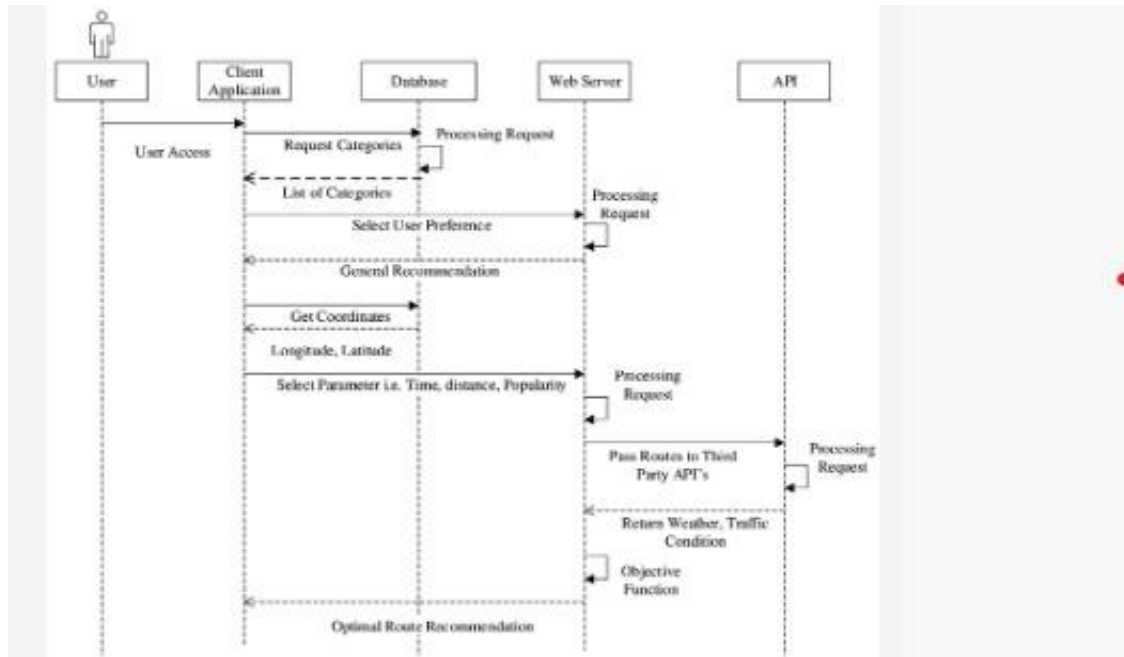 User
Client
Application
Database
Web Server
API
User Access
Request Categories
Processing Request
List of Categories
Processing
Request
Select User Preference
General Recommendation
Get Coordinates
Longitude, Latitude
Select Parameter i.e. Time, distance, Popularity
Processing
Request
Pass Routes to Third
Party API's
Processing
Request
Return Weather, Traffic
Condition
Objective
Function
Optimal Route Recommendation